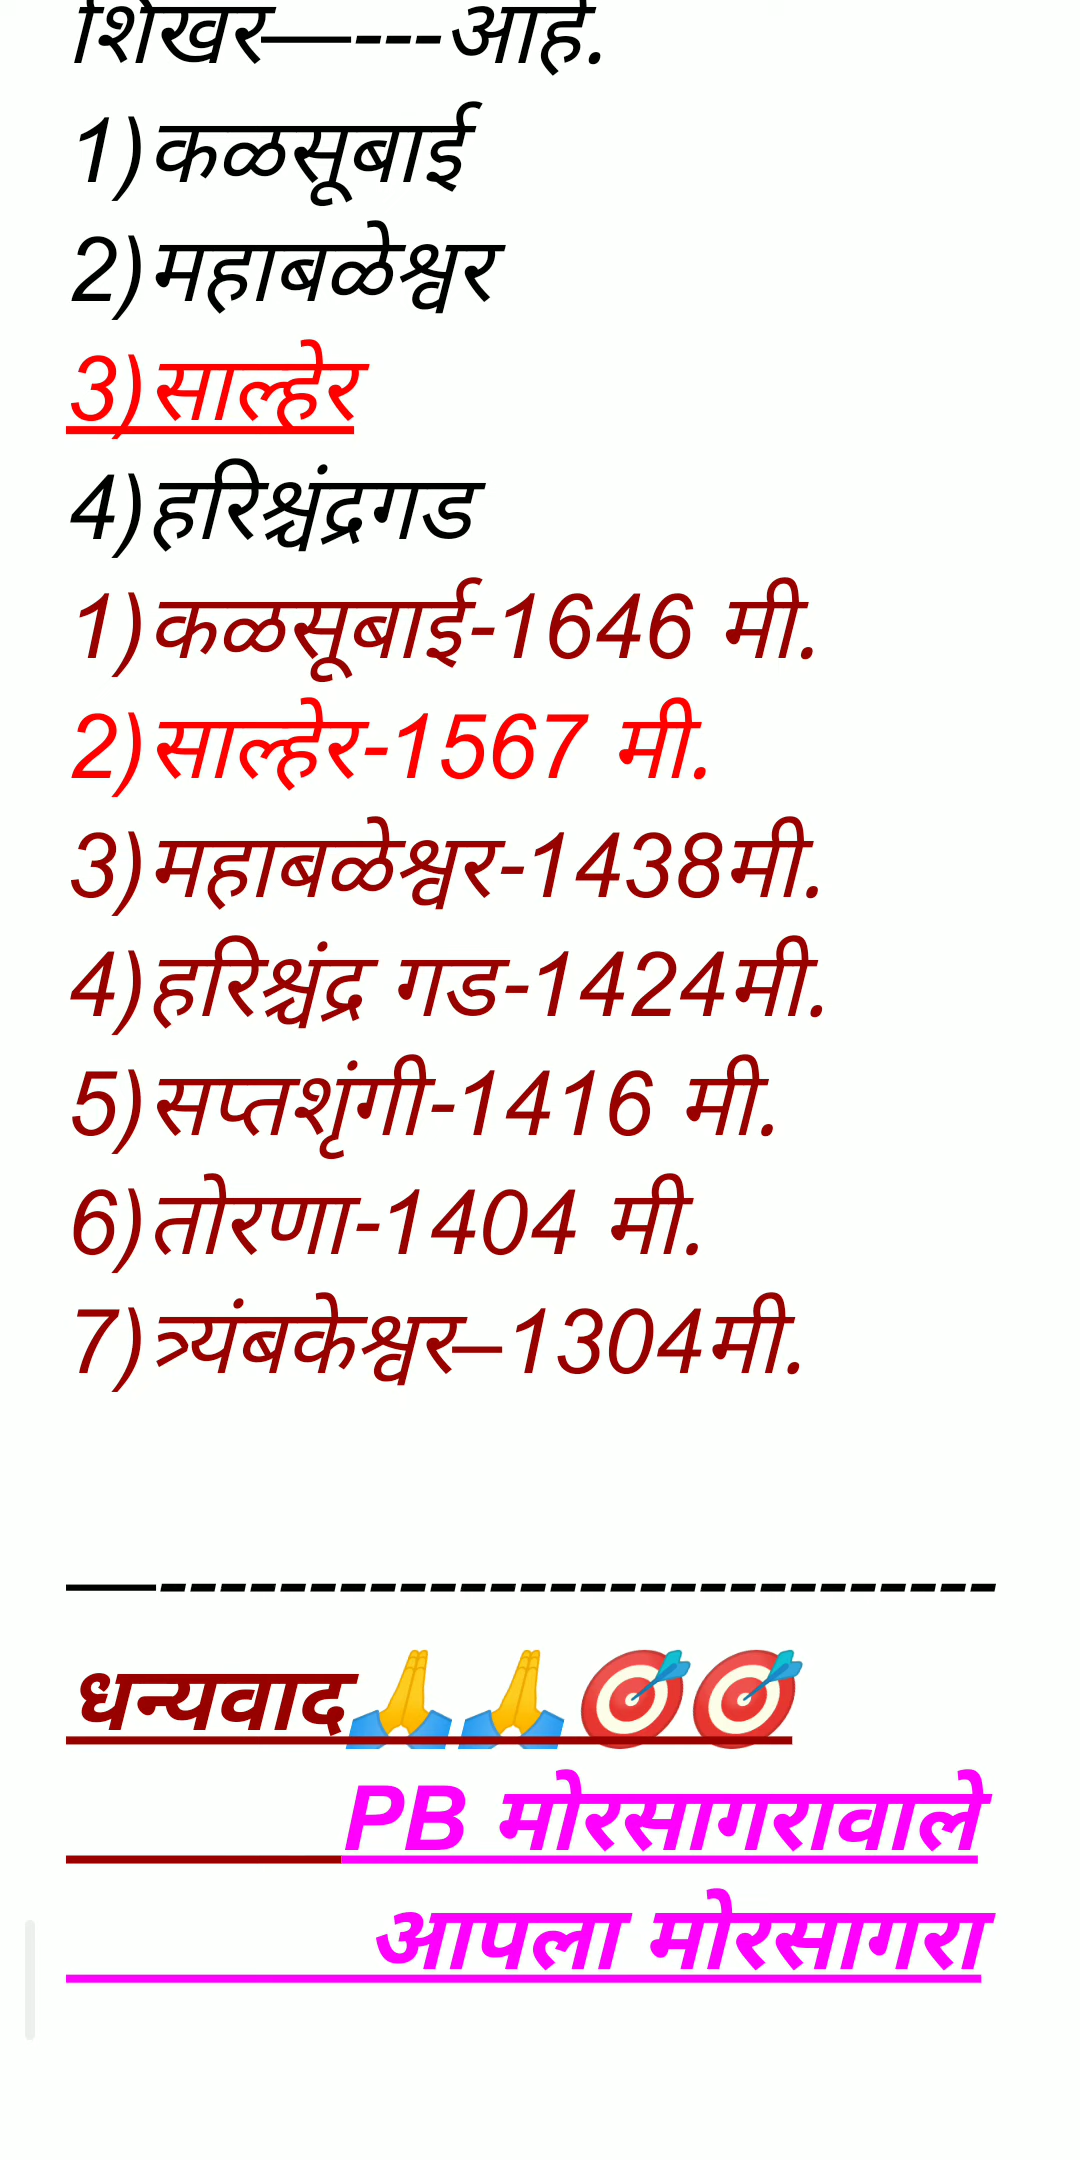 शिखर—---आहे.
1)कळसूबाई
2)महाबळेश्वर
3)साल्हेर
4)हरिश्चंद्रगड
1)कळसूबाई-1646 मी.
2)साल्हेर-1567 मी.
3)महाबळेश्वर-1438मी.
4)हरिश्चंद्र गड-1424मी.
5)सप्तशृंगी-1416 मी.
6)तोरणा-1404 मी.
7)त्र्यंबकेश्वर–1304मी.
—----------------------------
धन्यवाद🙏🙏🎯🎯
PB मोरसागरावाले
आपला मोरसागरा